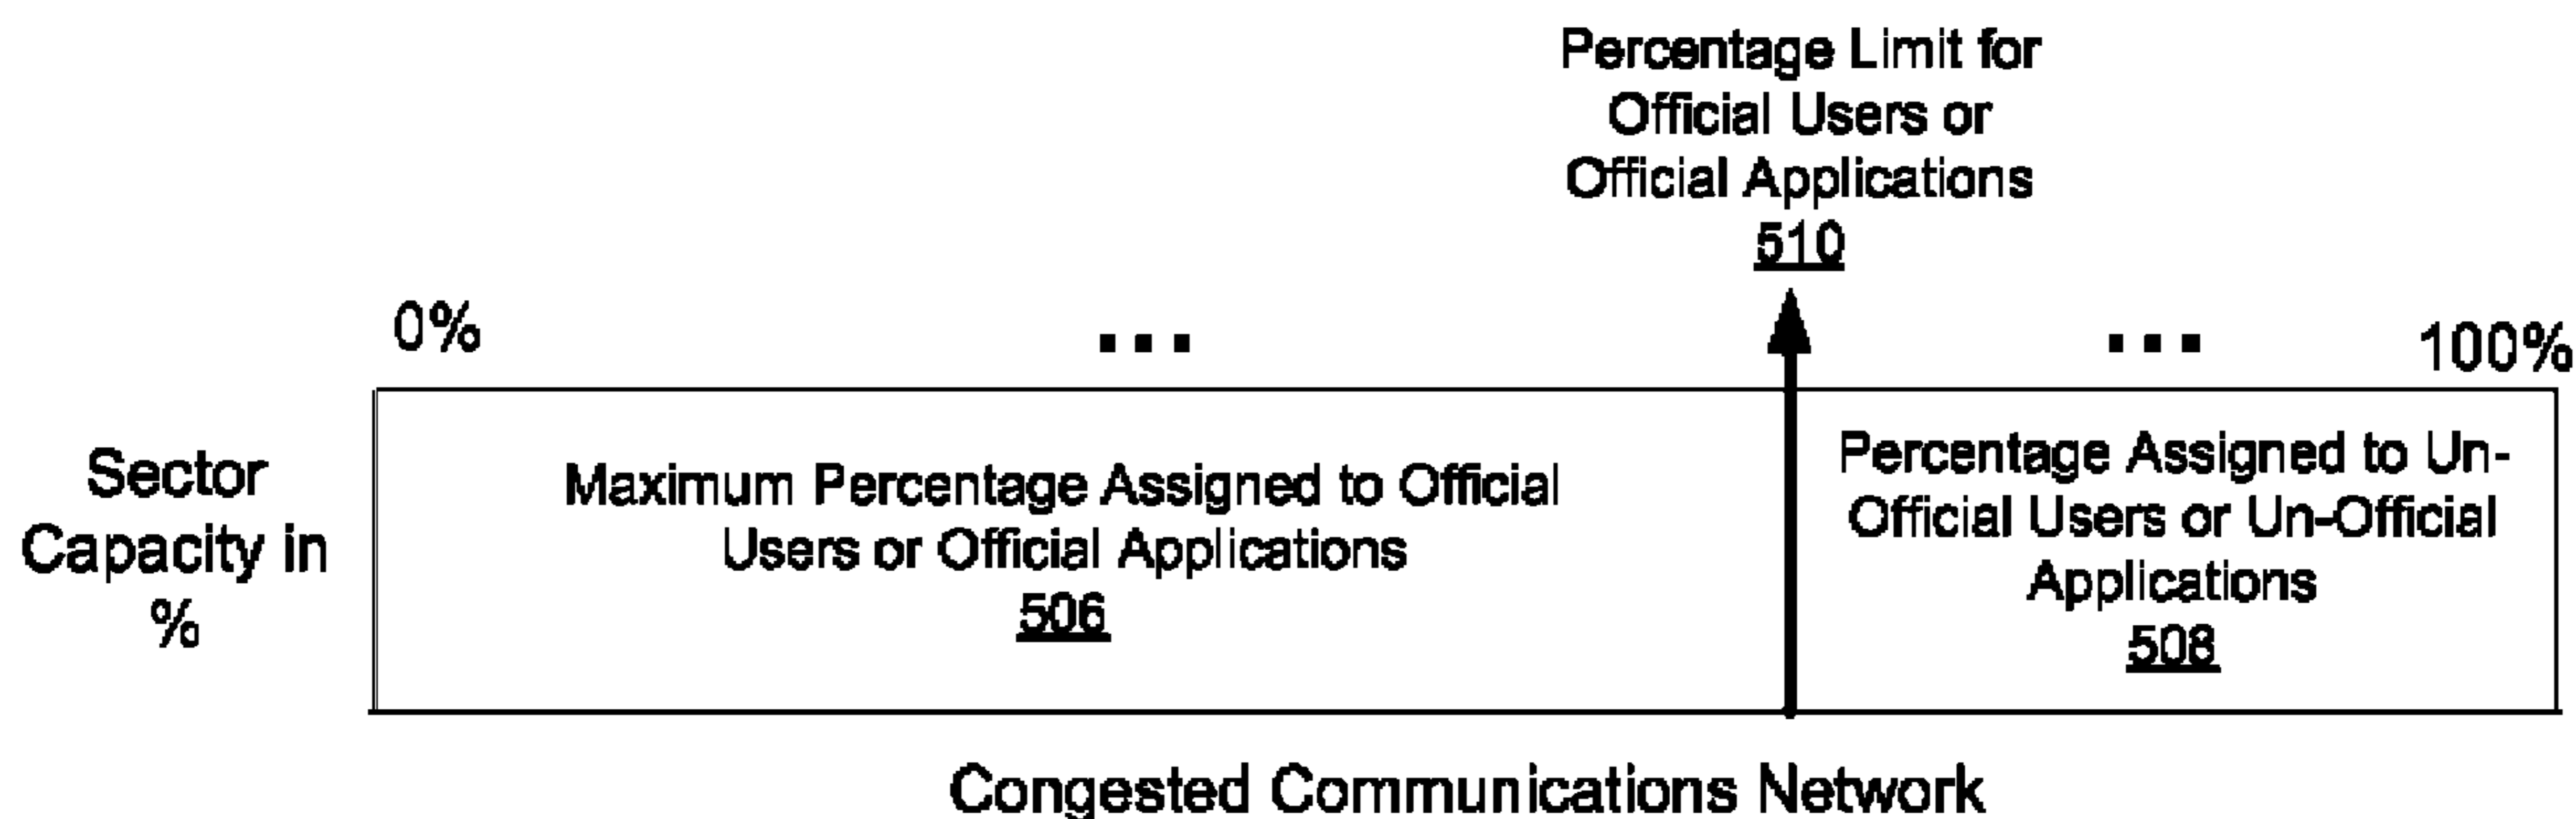 Percentage Limit for
Official Users or
Official Applications
510
0%
...
...
100%
Sector
Capacity in
%
Maximum Percentage Assigned to Official
Users or Official Applications
506
Percentage Assigned to Un-
Official Users or Un-Official
Applications
508
Congested Communications Network